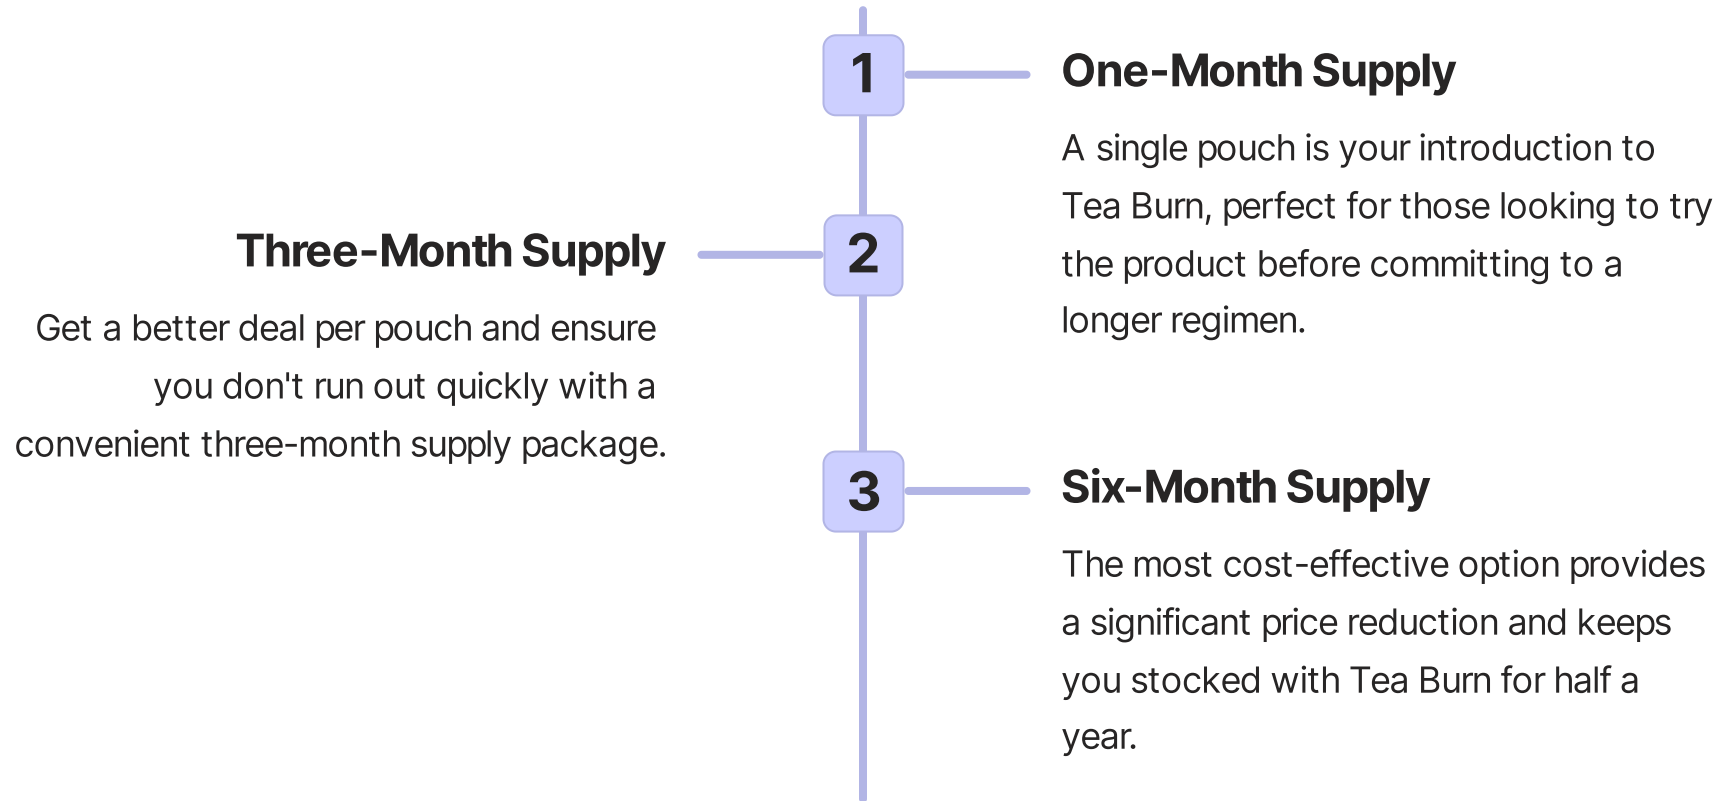 1
One-Month Supply
A single pouch is your introduction to
Tea Burn, perfect for those looking to try
the product before committing to a
longer regimen.
2
Three-Month Supply
Get a better deal per pouch and ensure
you don't run out quickly with a
convenient three-month supply package.
3
Six-Month Supply
The most cost-effective option provides
a significant price reduction and keeps
you stocked with Tea Burn for half a
year.